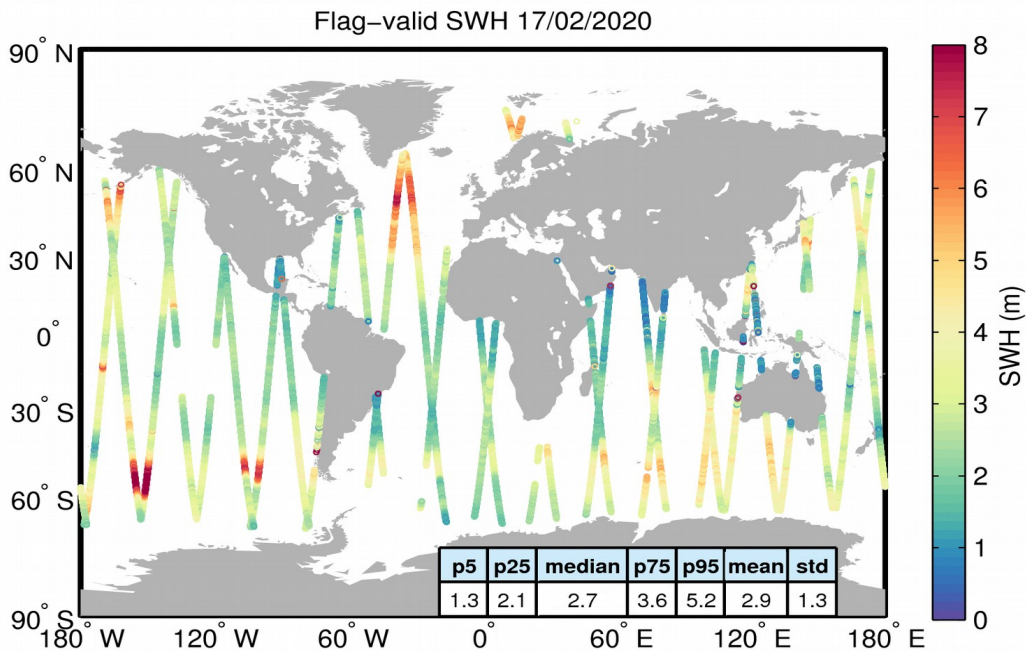 Flag−valid SWH 17/02/2020
90° N
60° N
30° N
0°
30° S
60° S
90° S
180° W
120° W
60° W
0°
60° E
120° E
180° E
p5 p25 median p75 p95 mean std
1.3 2.1 2.7 3.6 5.2 2.9 1.3
8
7
6
5
4
3
2
1
0
SWH (m)